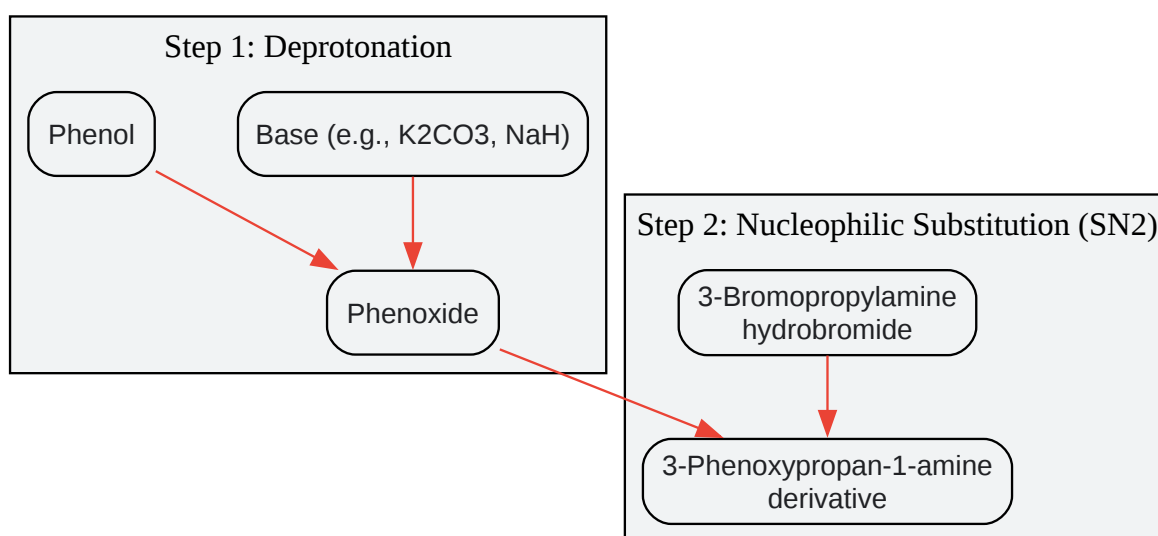 Step 1: Deprotonation
Phenol
Base (e.g., K2CO3, NaH)
Phenoxide
Step 2: Nucleophilic Substitution (SN2)
3-Bromopropylamine
hydrobromide
3-Phenoxypropan-1-amine
derivative